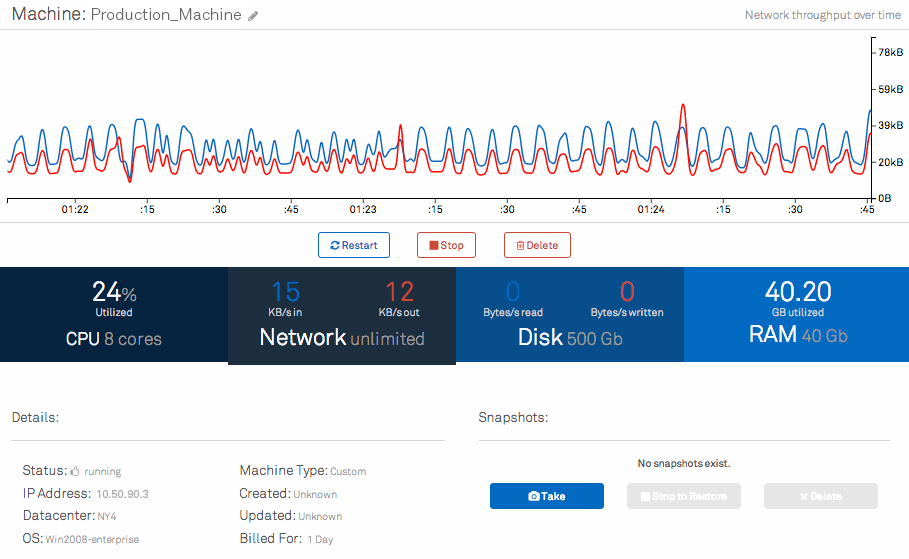 Machine: Production_Machine
Network throughput over time
78kB
59kB
39kB
20kB
0B
01:22 :15 :30 :45 01:23 :15 :30 :45 01:24 :15 :30 :45
Restart Stop Delete
24% 15 12 0 0 40.20
Utilized KB/s in KB/s out Bytes/s read Bytes/s written GB utilized
CPU 8 cores Network unlimited Disk 500 Gb RAM 40 Gb
Details: Snapshots:
Status: running Machine Type: Custom No snapshots exist.
IP Address: 10.50.90.3 Created: Unknown Take Stop to Restore Delete
Datacenter: NY4 Updated: Unknown
OS: Win2008-enterprise Billed For: 1 Day